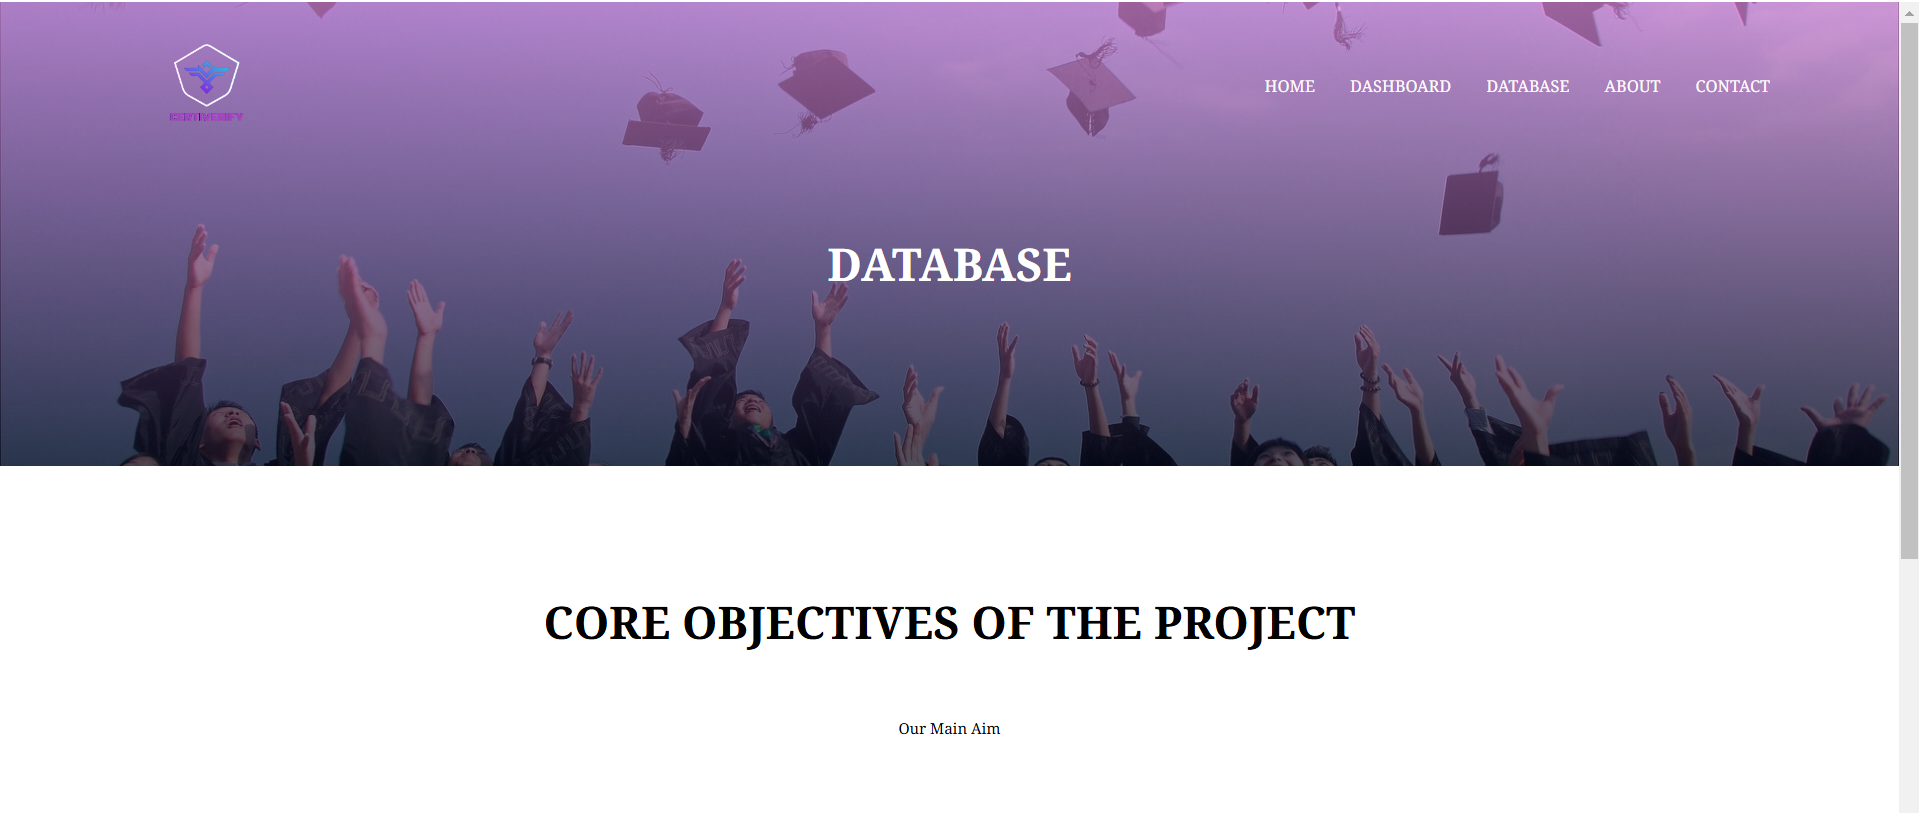 CERTIVERIFY
HOME DASHBOARD DATABASE ABOUT CONTACT
DATABASE
CORE OBJECTIVES OF THE PROJECT
Our Main Aim